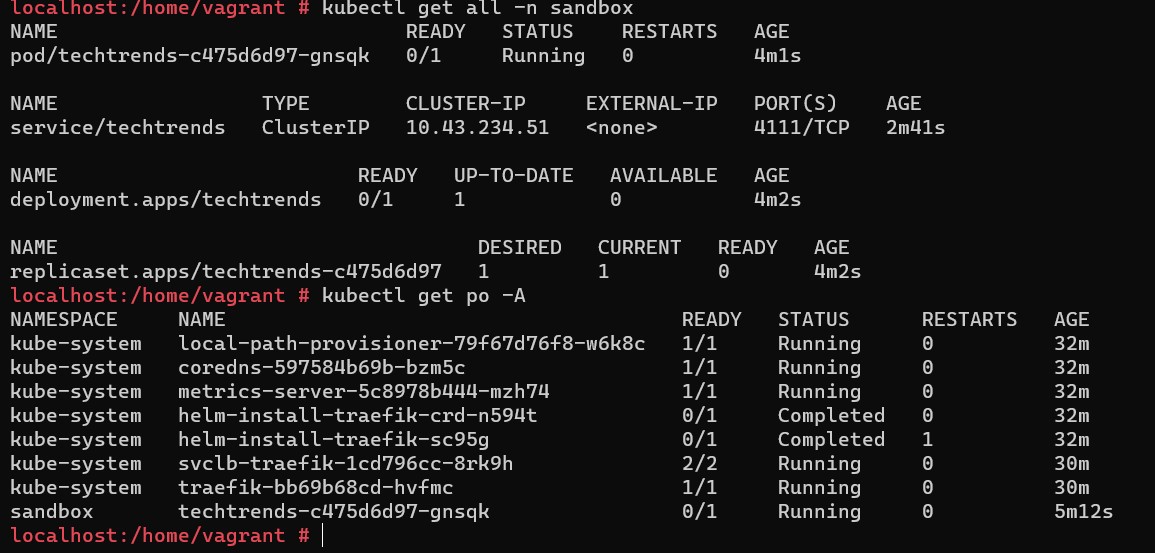 localhost:/home/vagrant # kubectl get all -n sandbox
NAME                             READY   STATUS    RESTARTS   AGE
pod/techtrends-c475d6d97-gnsqk   0/1     Running   0          4m1s

NAME                 TYPE        CLUSTER-IP     EXTERNAL-IP   PORT(S)    AGE
service/techtrends   ClusterIP   10.43.234.51   <none>        4111/TCP   2m41s

NAME                         READY   UP-TO-DATE   AVAILABLE   AGE
deployment.apps/techtrends   0/1     1            0           4m2s

NAME                                   DESIRED   CURRENT   READY   AGE
replicaset.apps/techtrends-c475d6d97   1         1         0       4m2s
localhost:/home/vagrant # kubectl get po -A
NAMESPACE     NAME                                      READY   STATUS      RESTARTS   AGE
kube-system   local-path-provisioner-79f67d76f8-w6k8c   1/1     Running     0          32m
kube-system   coredns-597584b69b-bzm5c                  1/1     Running     0          32m
kube-system   metrics-server-5c8978b444-mzh74           1/1     Running     0          32m
kube-system   helm-install-traefik-crd-n594t            0/1     Completed   0          32m
kube-system   helm-install-traefik-sc95g                0/1     Completed   1          32m
kube-system   svclb-traefik-1cd796cc-8rk9h              2/2     Running     0          30m
kube-system   traefik-bb69b68cd-hvfmc                   1/1     Running     0          30m
sandbox       techtrends-c475d6d97-gnsqk                0/1     Running     0          5m12s
localhost:/home/vagrant #